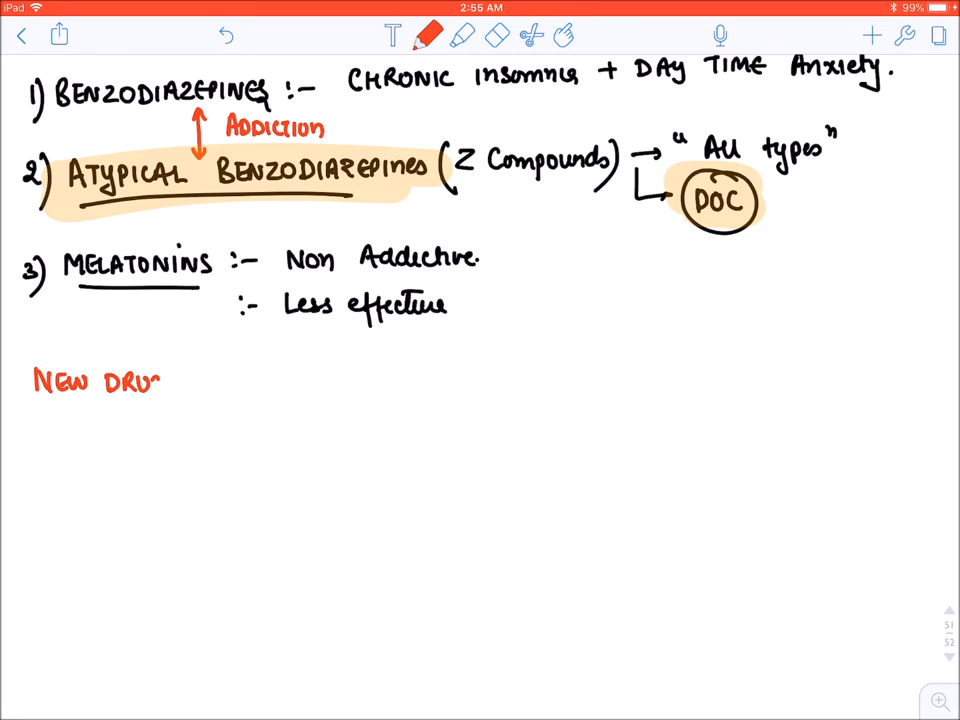 iPad 2:55 AM 99%
T
1) BENZODIAZEPINES :- CHRONIC insomnia + DAY TIME Anxiety.
ADDICTION
2) ATYPICAL BENZODIAZEPINES (Z Compounds) → "All types"
DOC
3) MELATONINS :- Non Addictive.
:- Less effective
NEW DRU
51
52